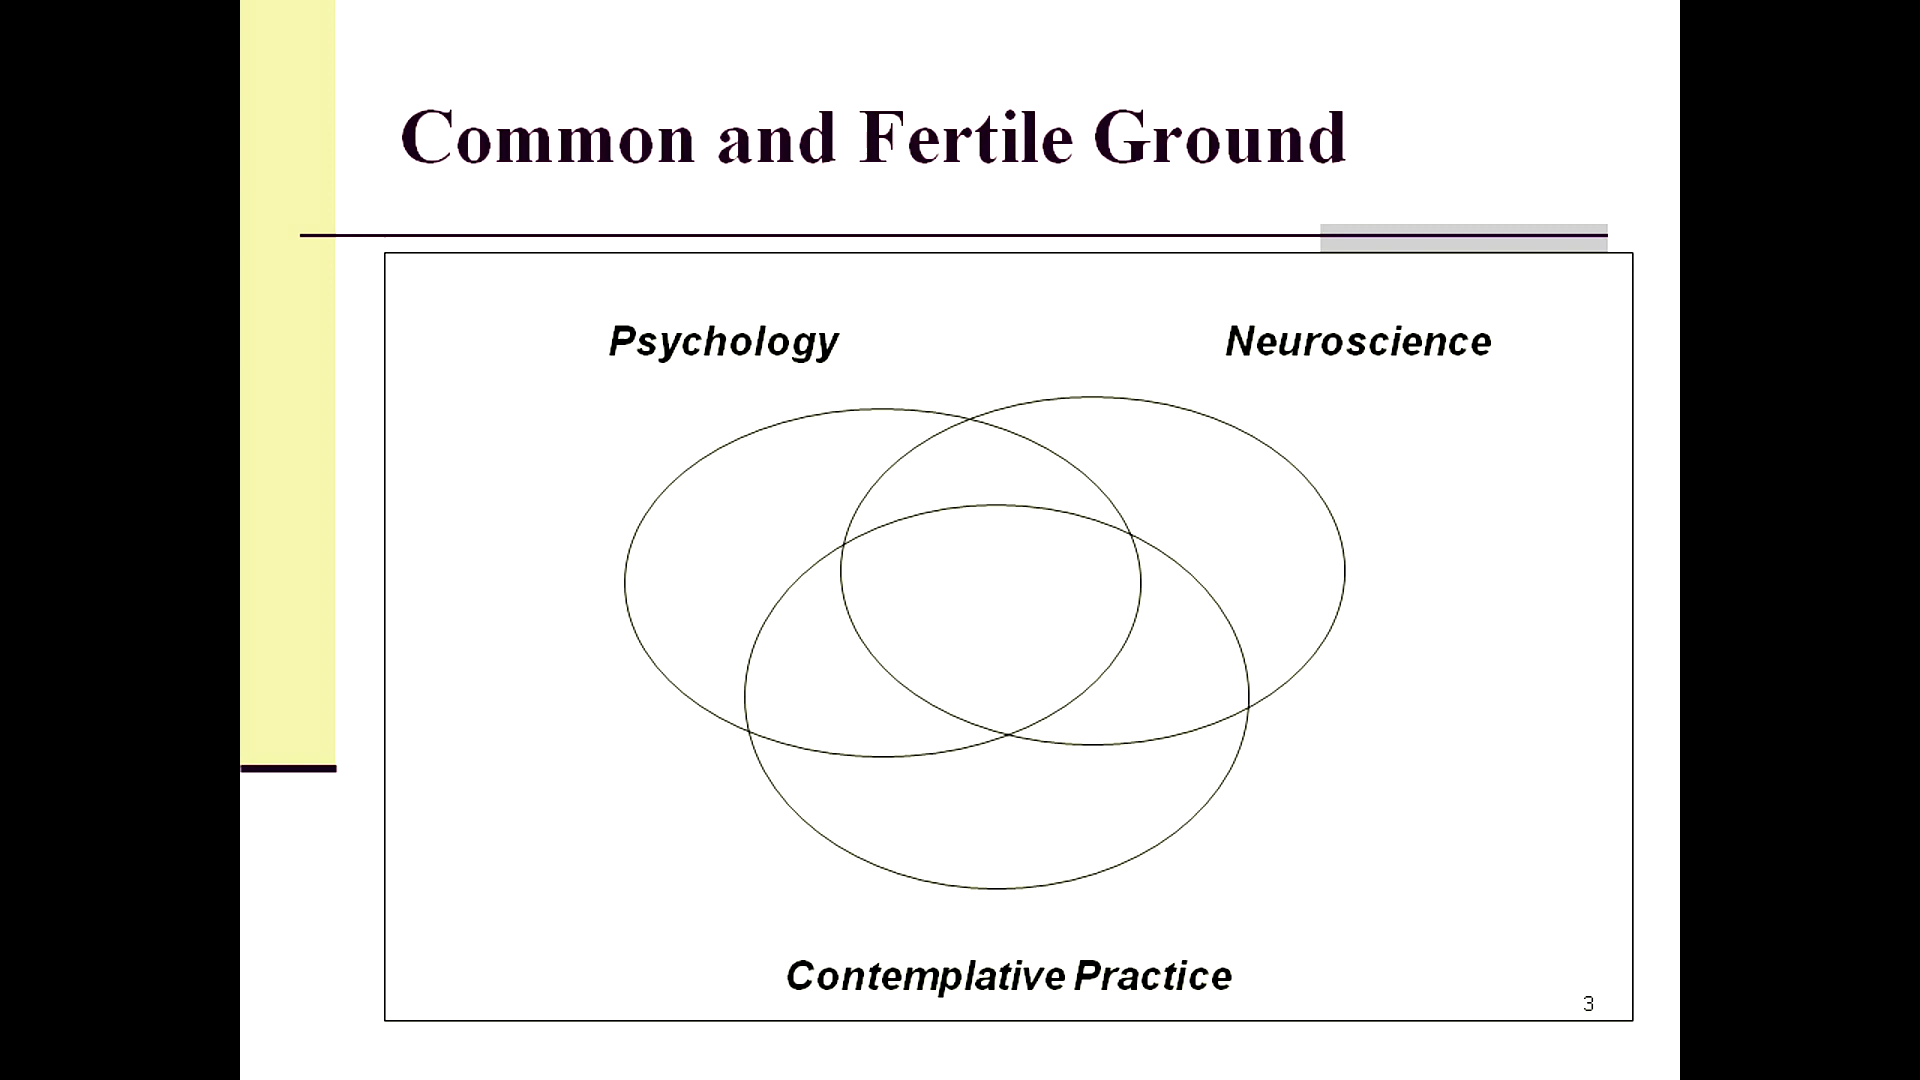 Common and Fertile Ground
Psychology
Neuroscience
Contemplative Practice
3